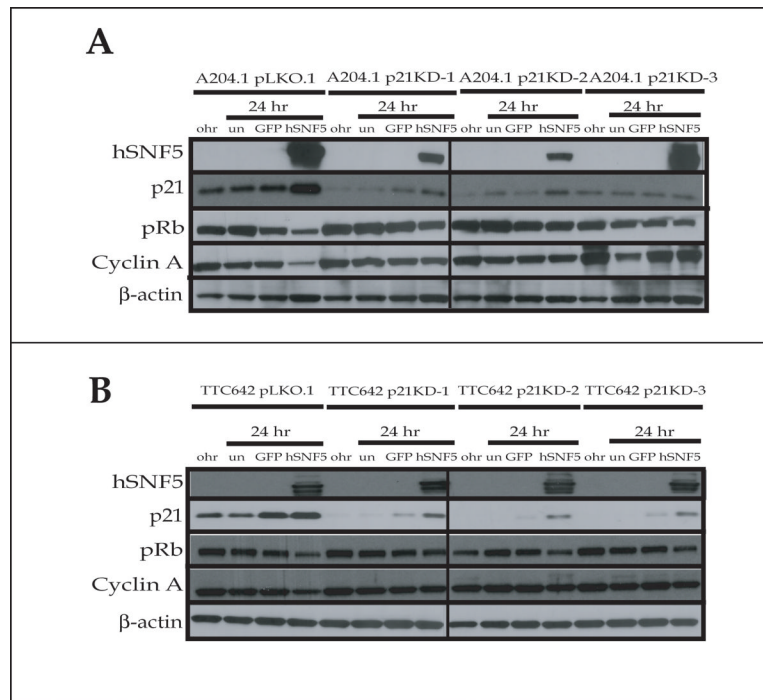 A
A204.1 pLKO.1 A204.1 p21KD-1 A204.1 p21KD-2 A204.1 p21KD-3
24 hr 24 hr 24 hr 24 hr
ohr un GFP hSNF5 ohr un GFP hSNF5 ohr un GFP hSNF5 ohr un GFP hSNF5
hSNF5
p21
pRb
Cyclin A
β-actin
B
TTC642 pLKO.1 TTC642 p21KD-1 TTC642 p21KD-2 TTC642 p21KD-3
24 hr 24 hr 24 hr 24 hr
ohr un GFP hSNF5 ohr un GFP hSNF5 ohr un GFP hSNF5 ohr un GFP hSNF5
hSNF5
p21
pRb
Cyclin A
β-actin